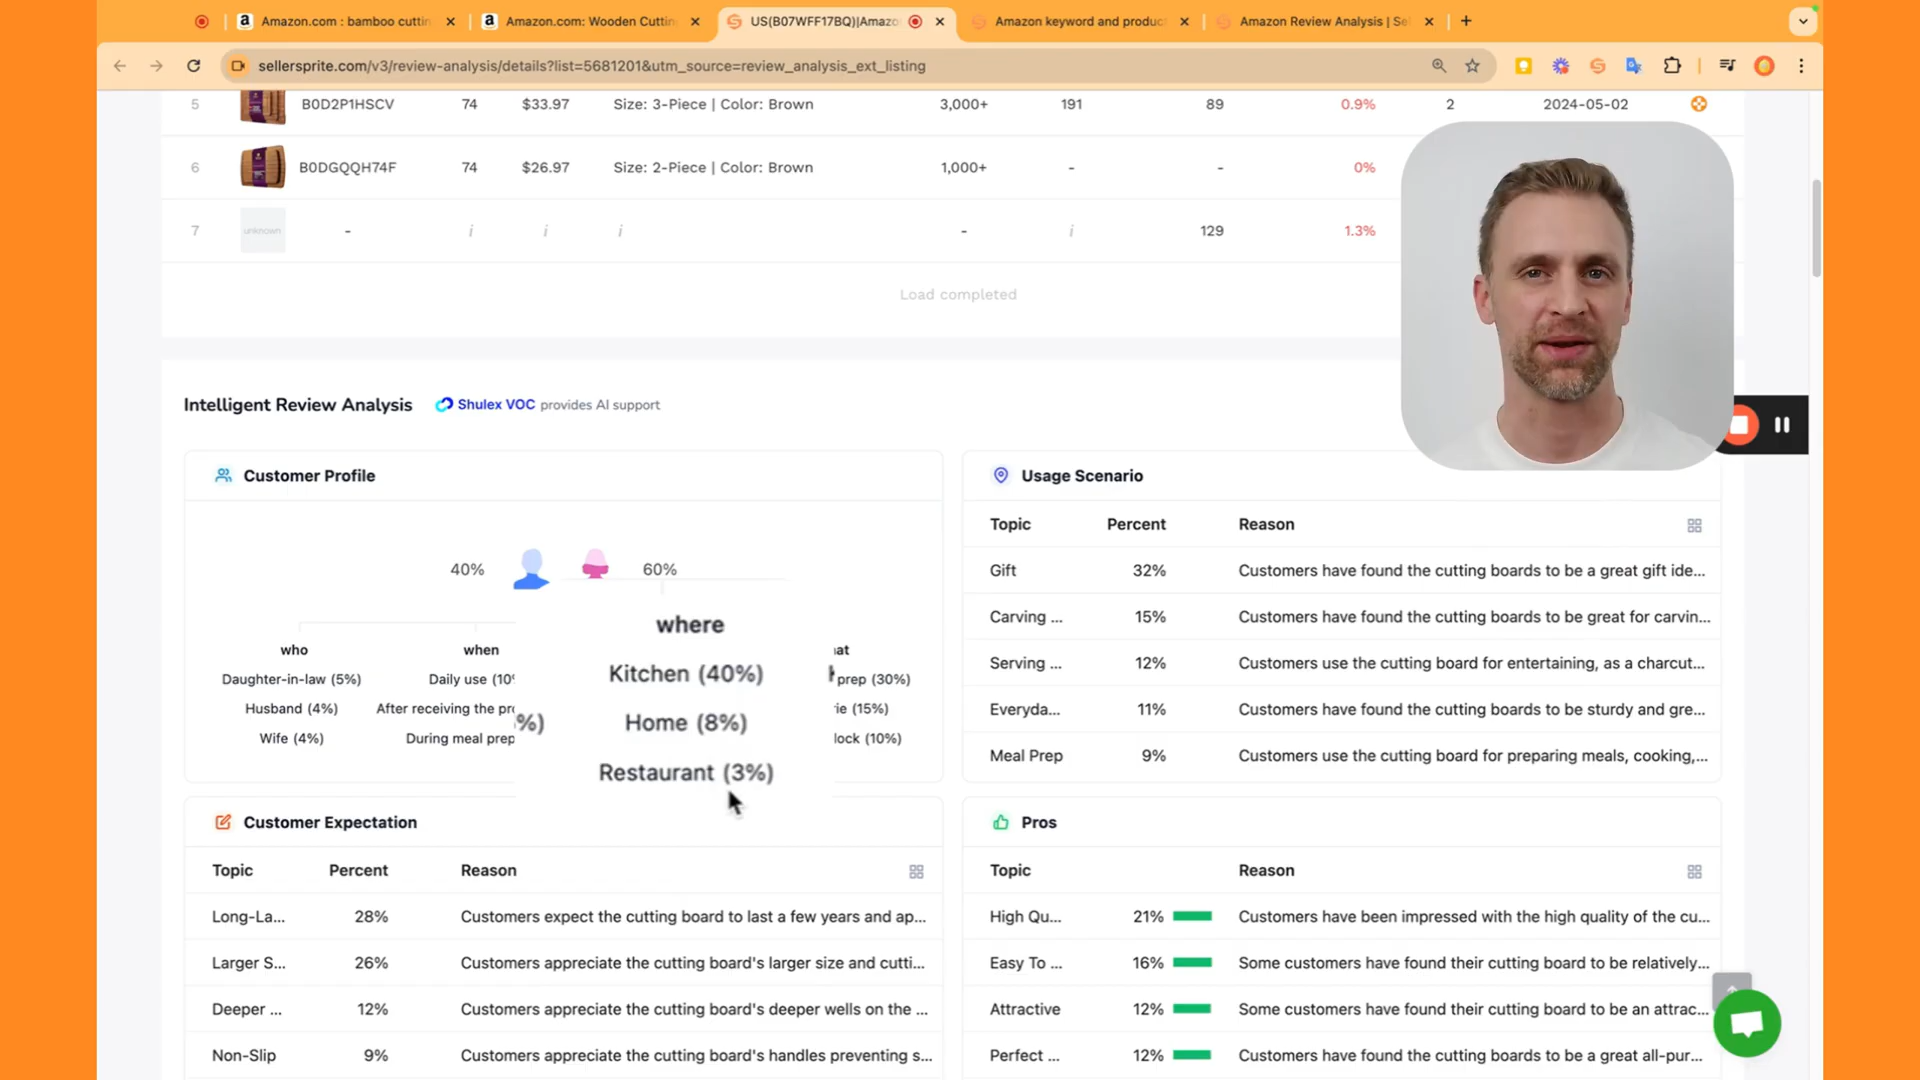 Amazon.com : bamboo cuttin
Amazon.com: Wooden Cuttin
US(B07WFF17BQ)|Amazo
Amazon keyword and produc
Amazon Review Analysis | Sel
sellersprite.com/v3/review-analysis/details?list=5681201&utm_source=review_analysis_ext_listing
5 B0D2P1HSCV 74 $33.97 Size: 3-Piece | Color: Brown 3,000+ 191 89 0.9% 2 2024-05-02
6 B0DGQQH74F 74 $26.97 Size: 2-Piece | Color: Brown 1,000+ - - 0%
7 unknown - i i i - i 129 1.3%
Load completed
Intelligent Review Analysis Shulex VOC provides AI support
Customer Profile
40% 60%
who
Daughter-in-law (5%)
Husband (4%)
Wife (4%)
when
Daily use (10%
After receiving the pro
During meal prep
%)
where
Kitchen (40%)
Home (8%)
Restaurant (3%)
hat
prep (30%)
rie (15%)
lock (10%)
Usage Scenario
Topic Percent Reason
Gift 32% Customers have found the cutting boards to be a great gift ide...
Carving ... 15% Customers have found the cutting boards to be great for carvin...
Serving ... 12% Customers use the cutting board for entertaining, as a charcut...
Everyda... 11% Customers have found the cutting boards to be sturdy and gre...
Meal Prep 9% Customers use the cutting board for preparing meals, cooking,...
Customer Expectation
Topic Percent Reason
Long-La... 28% Customers expect the cutting board to last a few years and ap...
Larger S... 26% Customers appreciate the cutting board's larger size and cutti...
Deeper ... 12% Customers appreciate the cutting board's deeper wells on the ...
Non-Slip 9% Customers appreciate the cutting board's handles preventing s...
Pros
Topic Reason
High Qu... 21% Customers have been impressed with the high quality of the cu...
Easy To ... 16% Some customers have found their cutting board to be relatively...
Attractive 12% Some customers have found their cutting board to be an attrac...
Perfect ... 12% Customers have found the cutting boards to be a great all-pur...